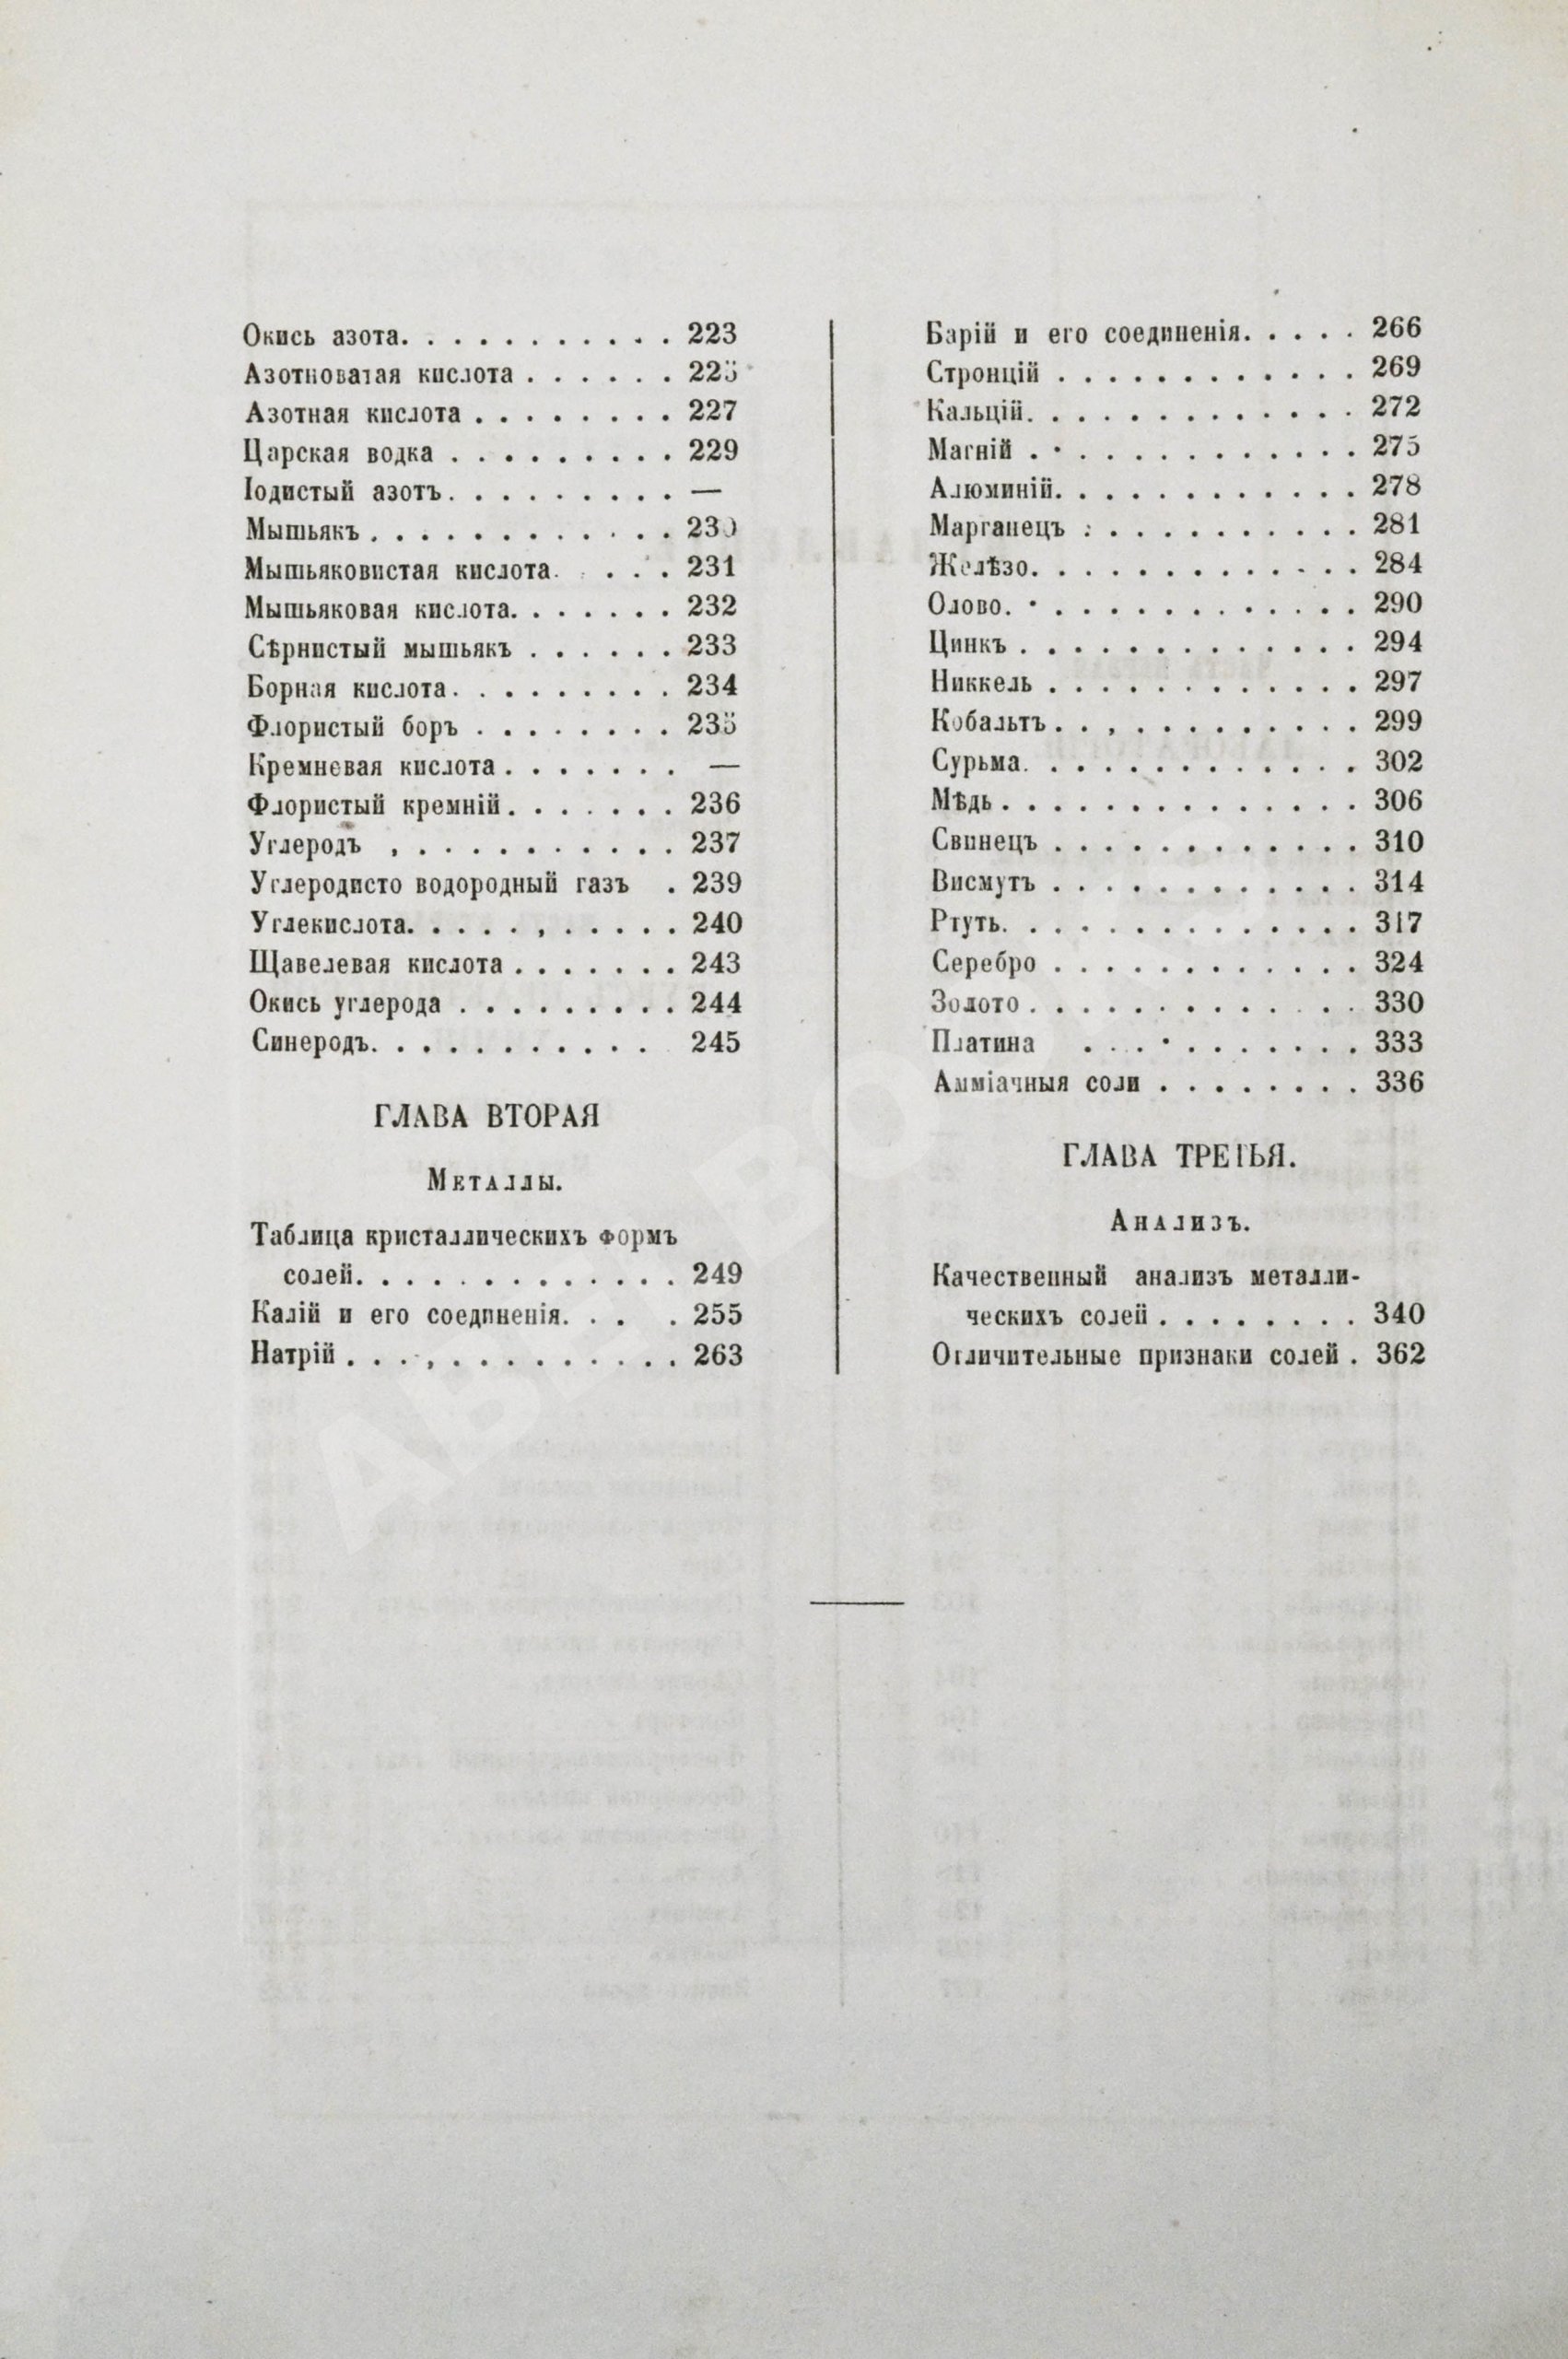 Окись азота. . . . . . . . . . . 223
Азотноватая кислота . . . . . . 225
Азотная кислота . . . . . . . . 227
Царская водка . . . . . . . . . 229
Іодистый азотъ. . . . . . . . . —
Мышьякъ . . . . . . . . . . . . 230
Мышьяковистая кислота. . . . . 231
Мышьяковая кислота. . . . . . . 232
Сѣрнистый мышьякъ . . . . . . 233
Борная кислота. . . . . . . . . 234
Флористый боръ . . . . . . . . 235
Кремневая кислота . . . . . . . —
Флористый кремній. . . . . . . 236
Углеродъ , . . . . . . . . . . . 237
Углеродисто водородный газъ . 239
Углекислота. . . . . , . . . . . 240
Щавелевая кислота . . . . . . . 243
Окись углерода . . . . . . . . . 244
Синеродъ. . . . . . . . . . . 245
ГЛАВА ВТОРАЯ
Металлы.
Таблица кристаллическихъ формъ
солей. . . . . . . . . . . . . 249
Калій и его соединенія. . . . 255
Натрій . . . . , . . . . . . . . . 263
Барій и его соединенія. . . . . 266
Стронцій . . . . . . . . . . . . 269
Кальцій. . . . . . . . . . . . . 272
Магній . . . . . . . . . . . . . 275
Алюминій. . . . . . . . . . . . 278
Марганецъ : . . . . . . . . . . 281
Желѣзо. . . . . . . . . . . . . 284
Олово. . . . . . . . . . . . . . 290
Цинкъ . . . . . . . . . . . . . 294
Никкель . . . . . . . . . . . . 297
Кобальтъ . . , . . . . . . . . . 299
Сурьма. . . . . . . . . . . . . 302
Мѣдь . . . . . . . . . . . . . . 306
Свинецъ . . . . . . . . . . . . 310
Висмутъ . . . . . . . . . . . . 314
Ртуть. . . . . . . . . . . . . . 317
Серебро . . . . . . . . . . . . 324
Золото . . . . . . . . . . . . . 330
Платина . . . . . . . . . . . 333
Амміачныя соли . . . . . . . . 336
ГЛАВА ТРЕТЬЯ.
Анализъ.
Качественный анализъ металли-
ческихъ солей . . . . . . . . 340
Отличительные признаки солей . 362